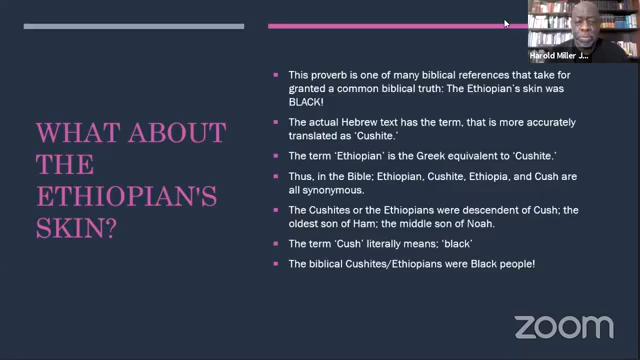 Harold Miller J...
WHAT ABOUT
THE
ETHIOPIAN'S
SKIN?
This proverb is one of many biblical references that take for
granted a common biblical truth: The Ethiopian's skin was
BLACK!
The actual Hebrew text has the term, that is more accurately
translated as 'Cushite.'
The term 'Ethiopian' is the Greek equivalent to 'Cushite.'
Thus, in the Bible; Ethiopian, Cushite, Ethiopia, and Cush are
all synonymous.
The Cushites or the Ethiopians were descendent of Cush; the
oldest son of Ham; the middle son of Noah.
The term 'Cush' literally means; 'black'
The biblical Cushites/Ethiopians were Black people!
zoom